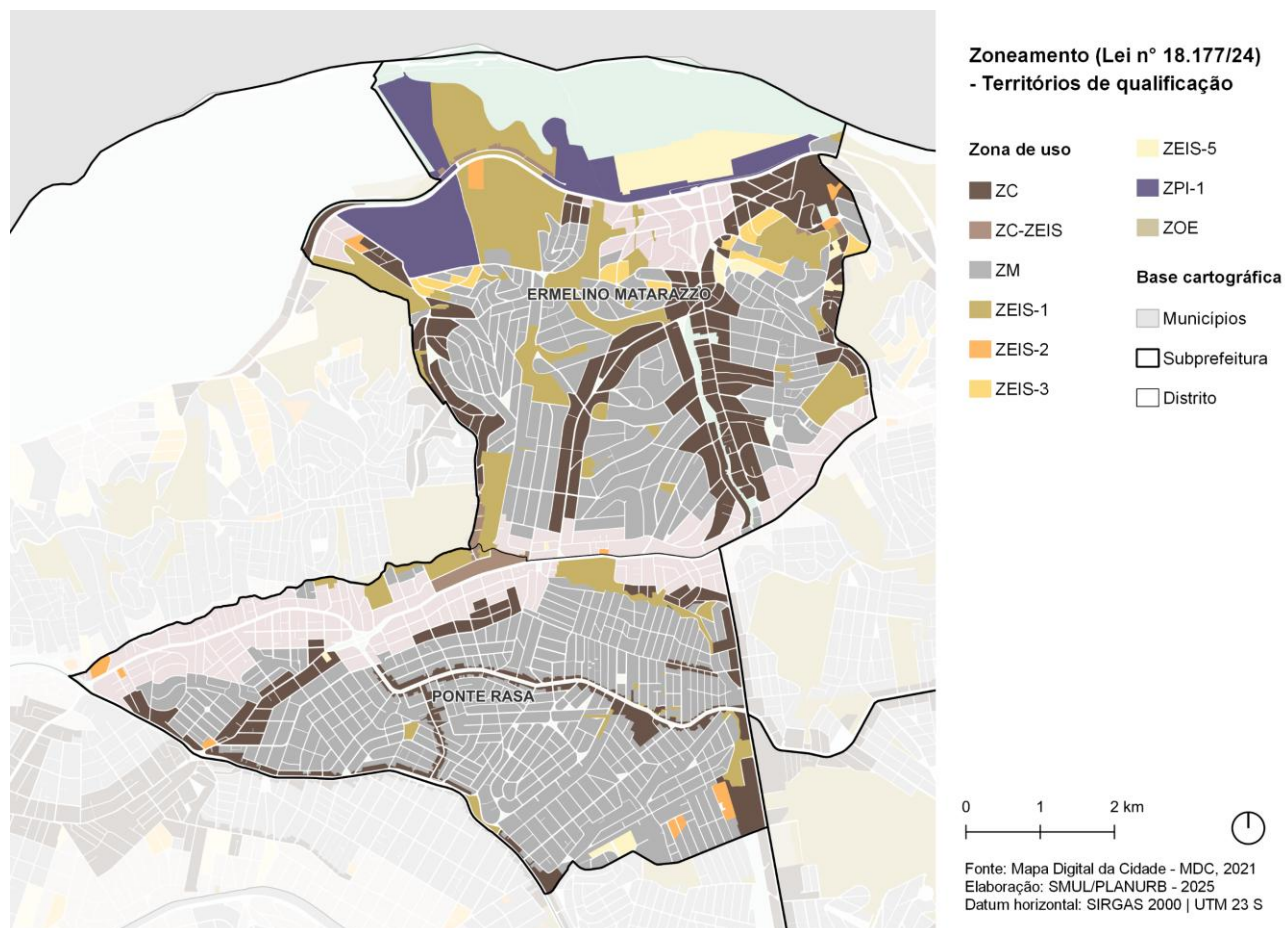 Zoneamento (Lei n° 18.177/24)
- Territórios de qualificação
Zona de uso
ZC
ZC-ZEIS
ZM
ZEIS-1
ZEIS-2
ZEIS-3
ZEIS-5
ZPI-1
ZOE
Base cartográfica
Municípios
Subprefeitura
Distrito
ERMELINO MATARAZZO
PONTE RASA
0 1 2 km
Fonte: Mapa Digital da Cidade - MDC, 2021
Elaboração: SMUL/PLANURB - 2025
Datum horizontal: SIRGAS 2000 | UTM 23 S